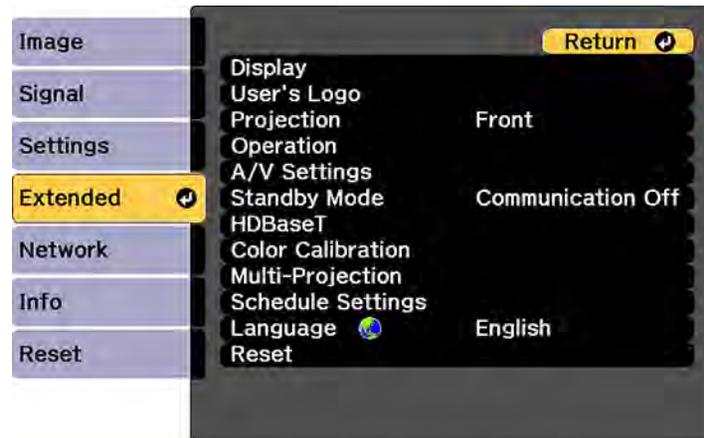 Image
Signal
Settings
Extended
Network
Info
Reset
Return
Display
User's Logo
Projection Front
Operation
A/V Settings
Standby Mode Communication Off
HDBaseT
Color Calibration
Multi-Projection
Schedule Settings
Language English
Reset